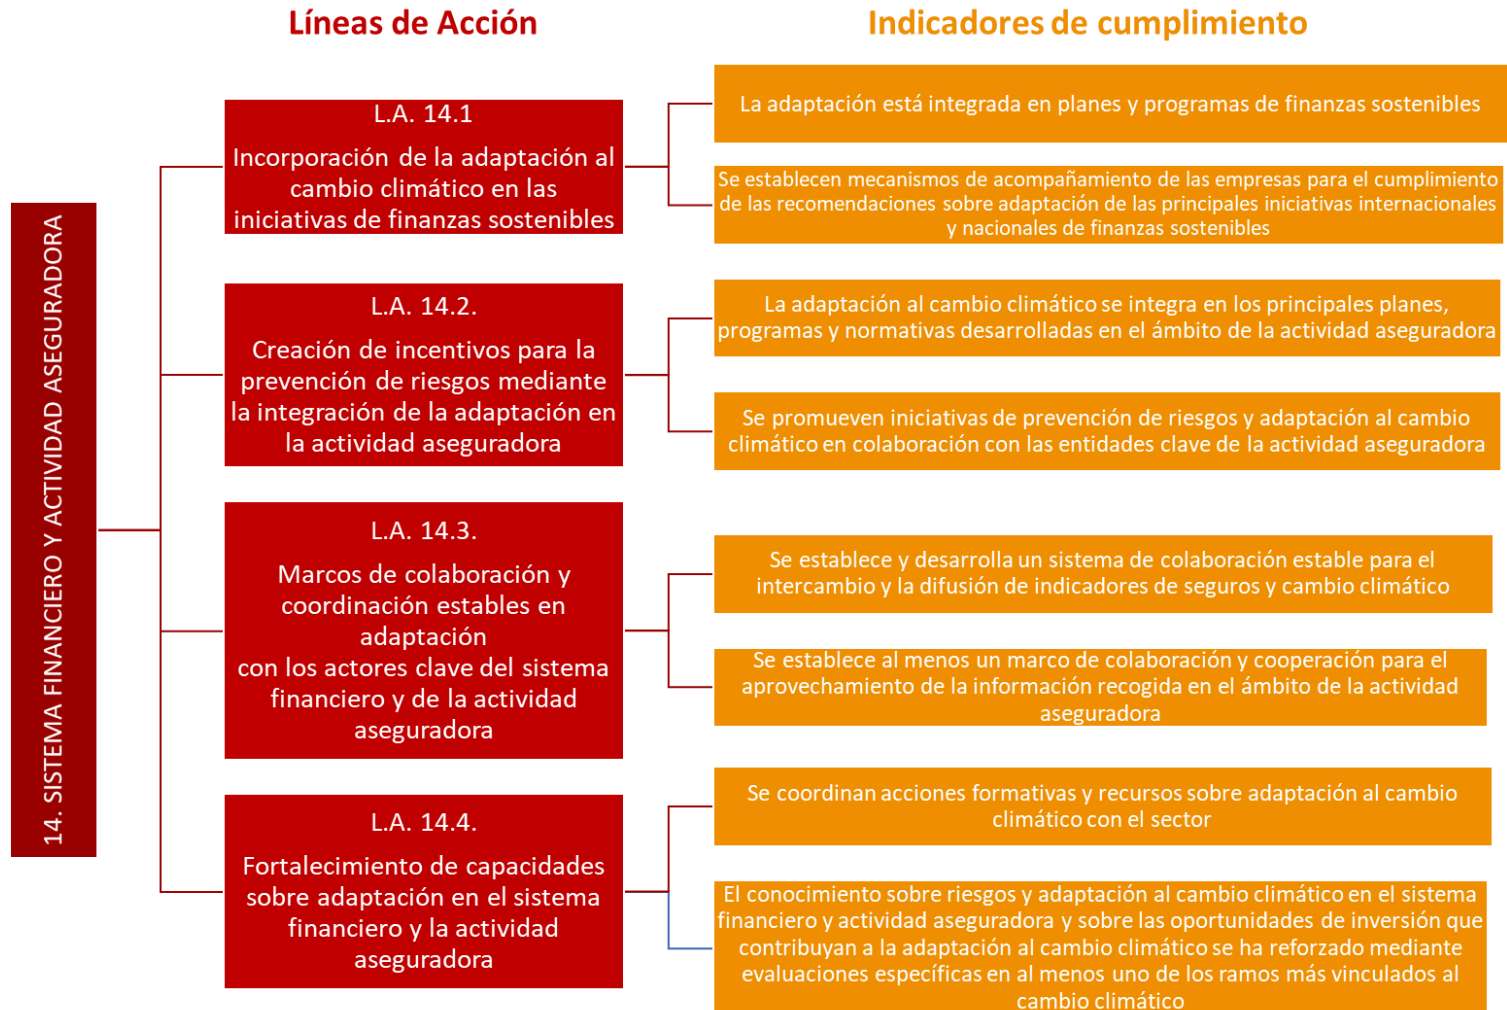 Líneas de Acción
Indicadores de cumplimiento
14. SISTEMA FINANCIERO Y ACTIVIDAD ASEGURADORA
L.A. 14.1
Incorporación de la adaptación al
cambio climático en las
iniciativas de finanzas sostenibles
La adaptación está integrada en planes y programas de finanzas sostenibles
Se establecen mecanismos de acompañamiento de las empresas para el cumplimiento
de las recomendaciones sobre adaptación de las principales iniciativas internacionales
y nacionales de finanzas sostenibles
L.A. 14.2.
Creación de incentivos para la
prevención de riesgos mediante
la integración de la adaptación en
la actividad aseguradora
La adaptación al cambio climático se integra en los principales planes,
programas y normativas desarrolladas en el ámbito de la actividad aseguradora
Se promueven iniciativas de prevención de riesgos y adaptación al cambio
climático en colaboración con las entidades clave de la actividad aseguradora
L.A. 14.3.
Marcos de colaboración y
coordinación estables en
adaptación
con los actores clave del sistema
financiero y de la actividad
aseguradora
Se establece y desarrolla un sistema de colaboración estable para el
intercambio y la difusión de indicadores de seguros y cambio climático
Se establece al menos un marco de colaboración y cooperación para el
aprovechamiento de la información recogida en el ámbito de la actividad
aseguradora
L.A. 14.4.
Fortalecimiento de capacidades
sobre adaptación en el sistema
financiero y la actividad
aseguradora
Se coordinan acciones formativas y recursos sobre adaptación al cambio
climático con el sector
El conocimiento sobre riesgos y adaptación al cambio climático en el sistema
financiero y actividad aseguradora y sobre las oportunidades de inversión que
contribuyan a la adaptación al cambio climático se ha reforzado mediante
evaluaciones específicas en al menos uno de los ramos más vinculados al
cambio climático